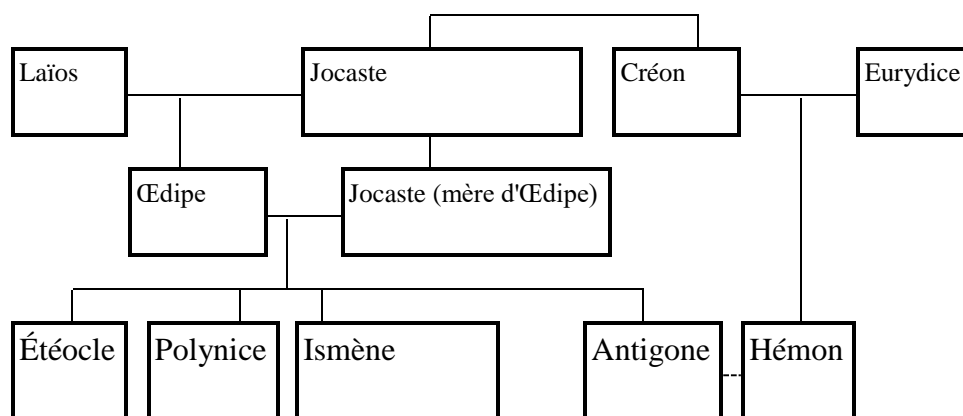 Laïos
Jocaste
Créon
Eurydice
Œdipe
Jocaste (mère d'Œdipe)
Étéocle
Polynice
Ismène
Antigone
Hémon